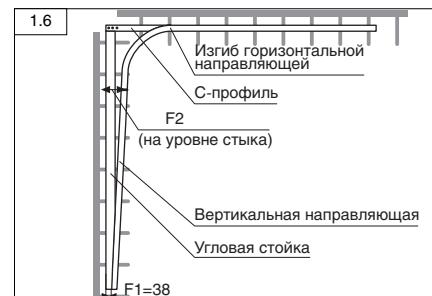 1.6
Изгиб горизонтальной
направляющей
С-профиль
F2
(на уровне стыка)
Вертикальная направляющая
Угловая стойка
F1=38